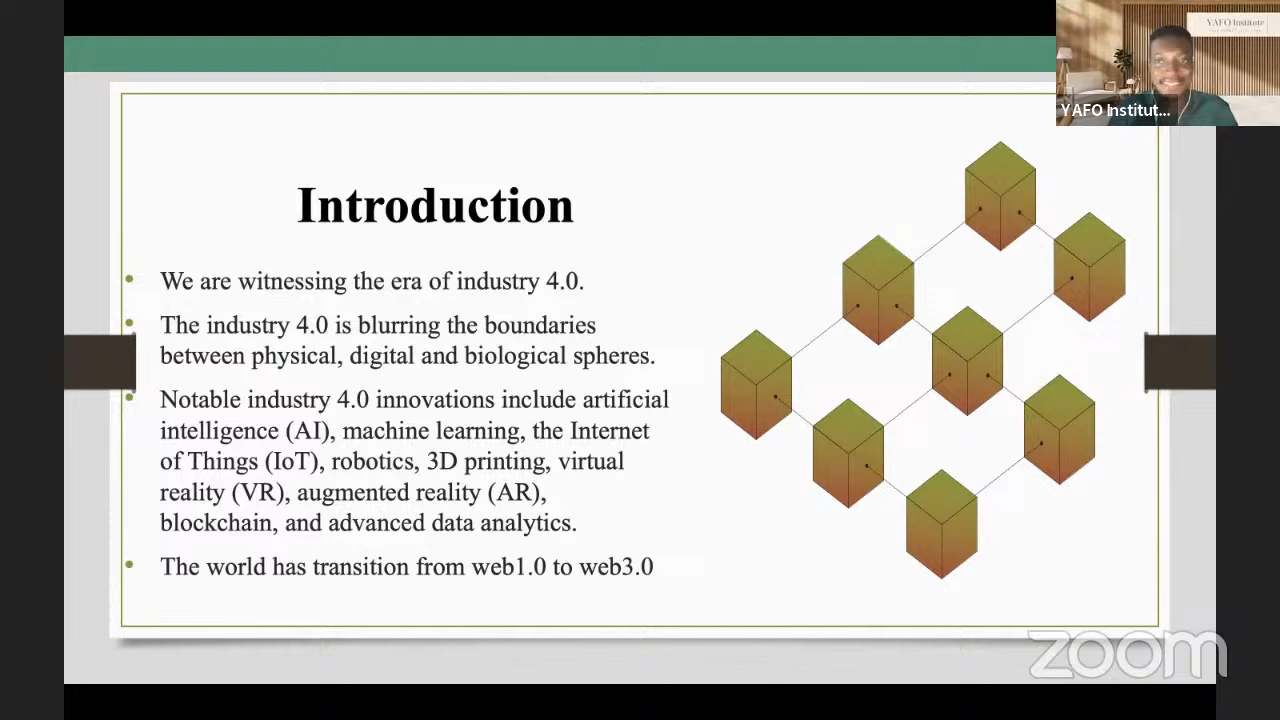 YAFO Institute
YAFO Institut...
Introduction
We are witnessing the era of industry 4.0.
The industry 4.0 is blurring the boundaries
between physical, digital and biological spheres.
Notable industry 4.0 innovations include artificial
intelligence (AI), machine learning, the Internet
of Things (IoT), robotics, 3D printing, virtual
reality (VR), augmented reality (AR),
blockchain, and advanced data analytics.
The world has transition from web1.0 to web3.0
zoom